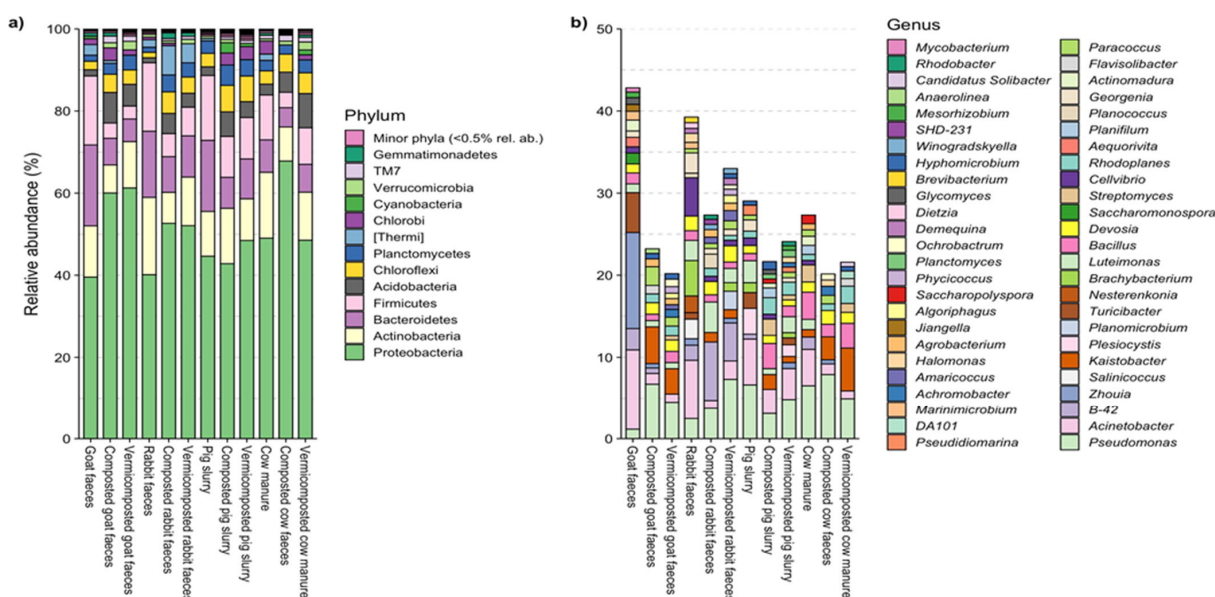 a)
Relative abundance (%)
100
80
60
40
20
0
Goat faeces
Composted goat faeces
Vermicomposted goat faeces
Rabbit faeces
Composted rabbit faeces
Vermicomposted rabbit faeces
Pig slurry
Composted pig slurry
Vermicomposted pig slurry
Cow manure
Composted cow faeces
Vermicomposted cow manure
Phylum
Minor phyla (<0.5% rel. ab.)
Gemmatimonadetes
TM7
Verrucomicrobia
Cyanobacteria
Chlorobi
[Thermi]
Planctomycetes
Chloroflexi
Acidobacteria
Firmicutes
Bacteroidetes
Actinobacteria
Proteobacteria
b)
50
40
30
20
10
0
Goat faeces
Composted goat faeces
Vermicomposted goat faeces
Rabbit faeces
Composted rabbit faeces
Vermicomposted rabbit faeces
Pig slurry
Composted pig slurry
Vermicomposted pig slurry
Cow manure
Composted cow faeces
Vermicomposted cow manure
Genus
Mycobacterium
Rhodobacter
Candidatus Solibacter
Anaerolinea
Mesorhizobium
SHD-231
Winogradskyella
Hyphomicrobium
Brevibacterium
Glycomyces
Dietzia
Demequina
Ochrobactrum
Planctomyces
Phycicoccus
Saccharopolyspora
Algoriphagus
Jiangella
Agrobacterium
Halomonas
Amaricoccus
Achromobacter
Marinimicrobium
DA101
Pseudidiomarina
Paracoccus
Flavisolibacter
Actinomadura
Georgenia
Planococcus
Planifilum
Aequorivita
Rhodoplanes
Cellvibrio
Streptomyces
Saccharomonospora
Devosia
Bacillus
Luteimonas
Brachybacterium
Nesterenkonia
Turicibacter
Planomicrobium
Plesiocystis
Kaistobacter
Salinicoccus
Zhouia
B-42
Acinetobacter
Pseudomonas